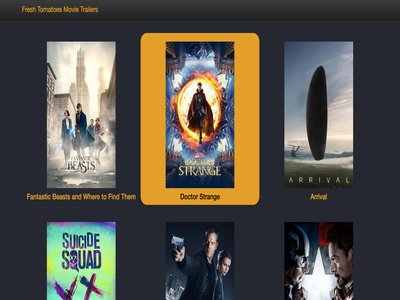 Fresh Tomatoes Movie Trailers
FANTASTIC
BEASTS
DOCTOR
STRANGE
ARRIVAL
Fantastic Beasts and Where to Find Them
Doctor Strange
Arrival
SUICIDE
SQUAD